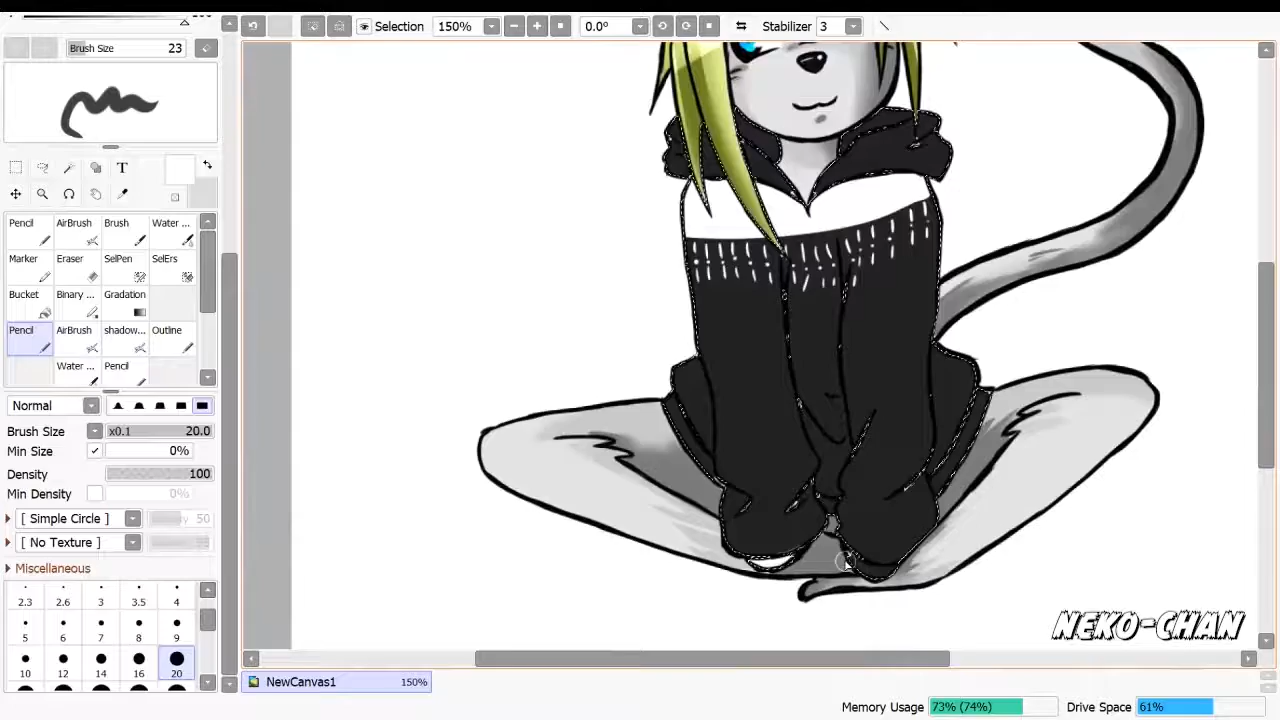 Selection 150% 0.0° Stabilizer 3
Brush Size 23
T
Pencil AirBrush Brush Water ...
Marker Eraser SelPen SelErs
Bucket Binary ... Gradation
Pencil AirBrush shadow... Outline
Water ... Pencil
Normal
Brush Size x0.1 20.0
Min Size 0%
Density 100
Min Density 0%
[ Simple Circle ] 50
[ No Texture ]
Miscellaneous
2.3 2.6 3 3.5 4
5 6 7 8 9
10 12 14 16 20
NEKO-CHAN
NewCanvas1 150%
Memory Usage 73% (74%) Drive Space 61%